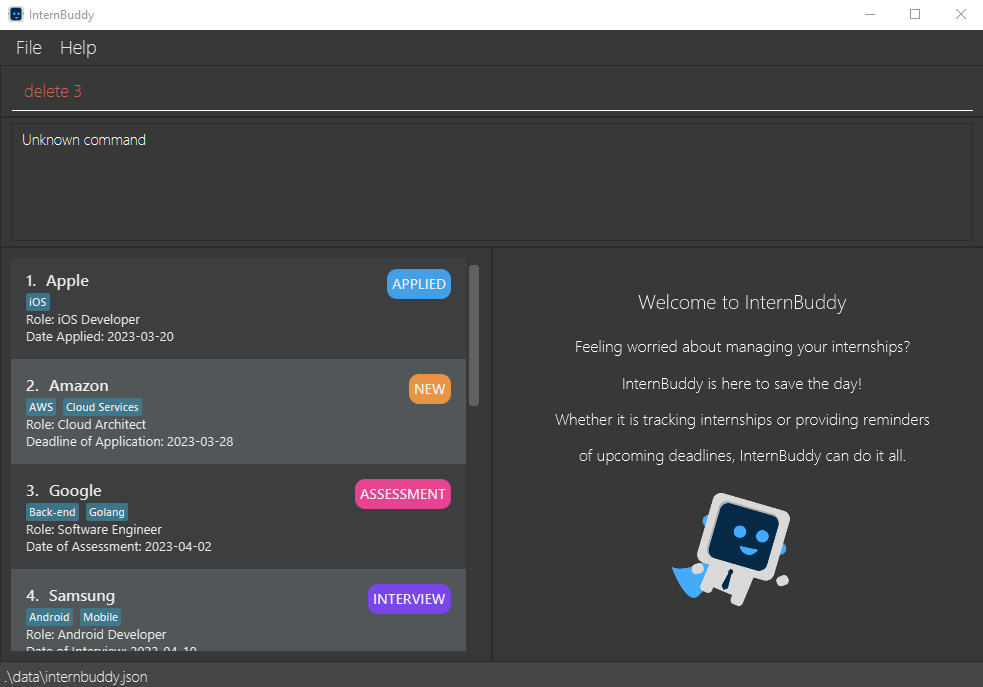 InternBuddy
File Help
delete 3
Unknown command
1. Apple
APPLIED
iOS
Role: iOS Developer
Date Applied: 2023-03-20
2. Amazon
NEW
AWS Cloud Services
Role: Cloud Architect
Deadline of Application: 2023-03-28
3. Google
ASSESSMENT
Back-end Golang
Role: Software Engineer
Date of Assessment: 2023-04-02
4. Samsung
INTERVIEW
Android Mobile
Role: Android Developer
Date of Interview: 2023-04-10
Welcome to InternBuddy
Feeling worried about managing your internships?
InternBuddy is here to save the day!
Whether it is tracking internships or providing reminders
of upcoming deadlines, InternBuddy can do it all.
.\data\internbuddy.json